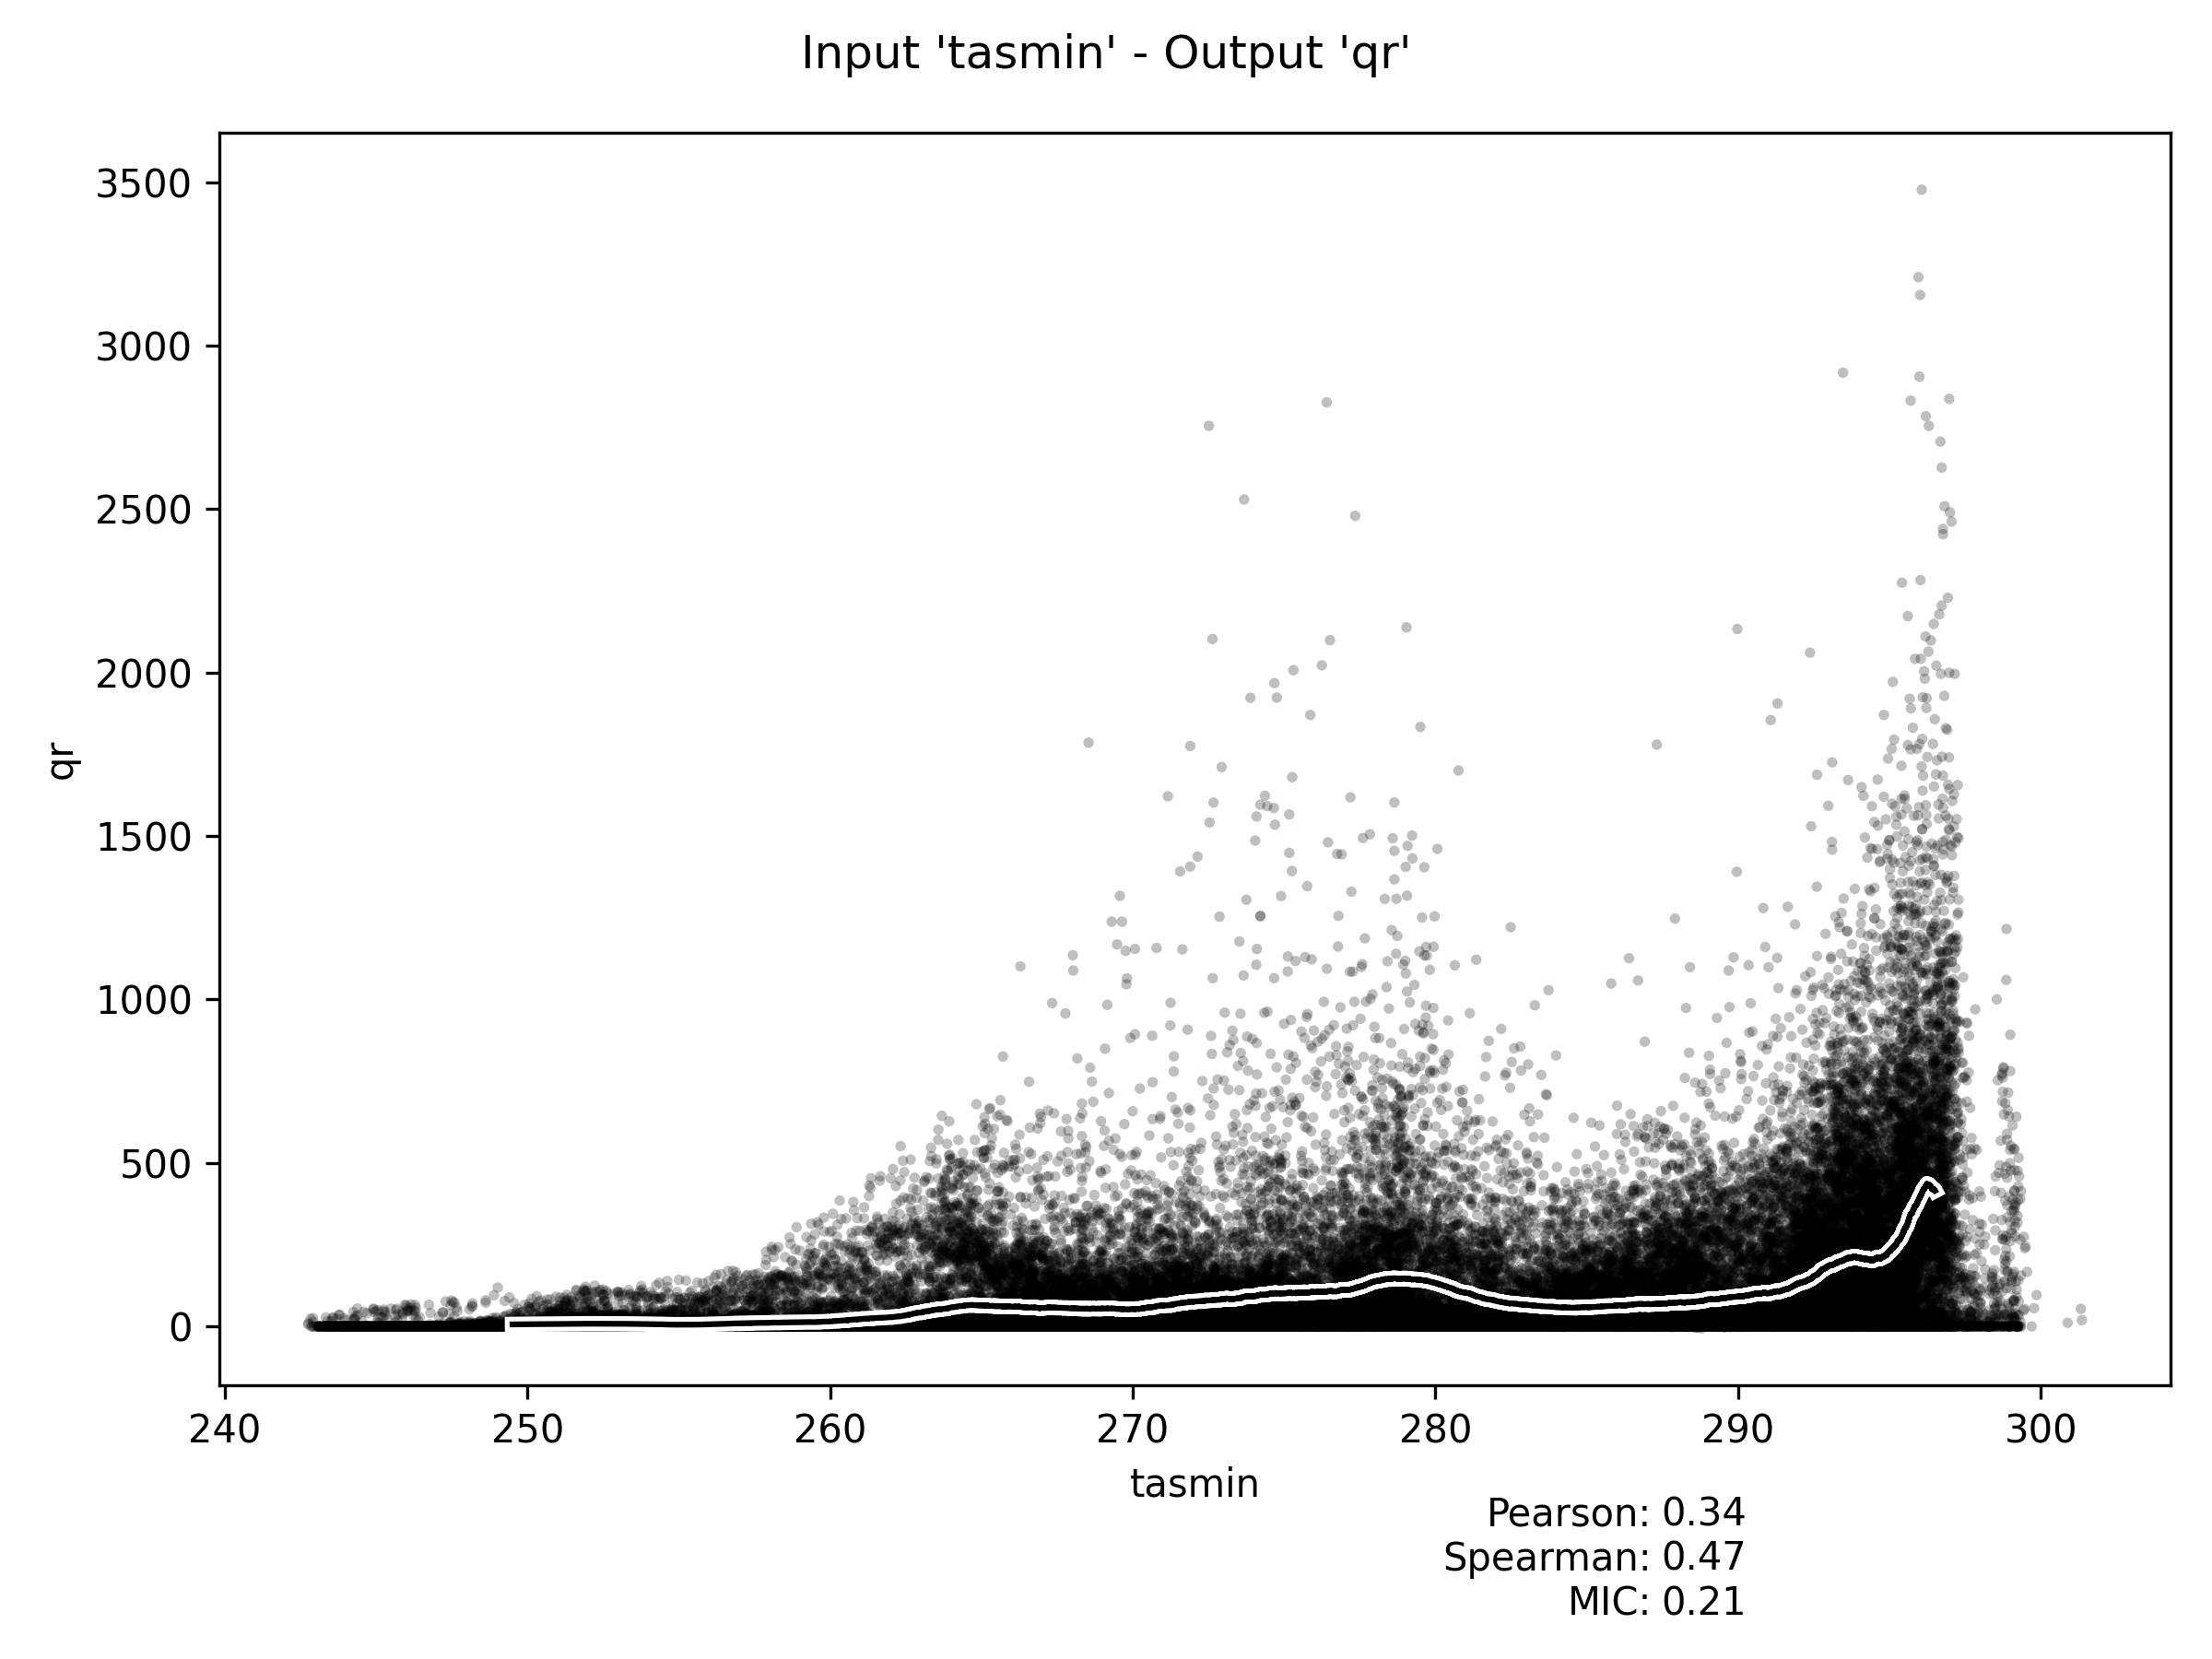 Input 'tasmin' - Output 'qr'
3500
3000
2500
2000
1500
1000
500
0
qr
240 250 260 270 280 290 300
tasmin
Pearson: 0.34
Spearman: 0.47
MIC: 0.21